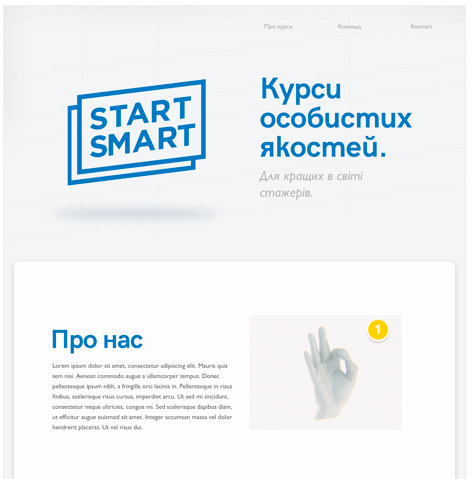 Про курси Команда Контакт
START
SMART
Курси
особистих
якостей.
Для кращих в світі
стажерів.
1
Про нас
Lorem ipsum dolor sit amet, consectetur adipiscing elit. Mauris quis
sem nisi. Aenean commodo augue a ullamcorper tempus. Donec
pellentesque ipsum nibh, a fringilla orci lacinia in. Pellentesque in risus
finibus, scelerisque risus cursus, imperdiet arcu. Ut sed mi tincidunt,
consectetur neque ultricies, congue mi. Sed scelerisque dapibus diam,
ut efficitur augue euismod sit amet. Integer accumsan massa vel dolor
hendrerit placerat. Ut vel risus dui.